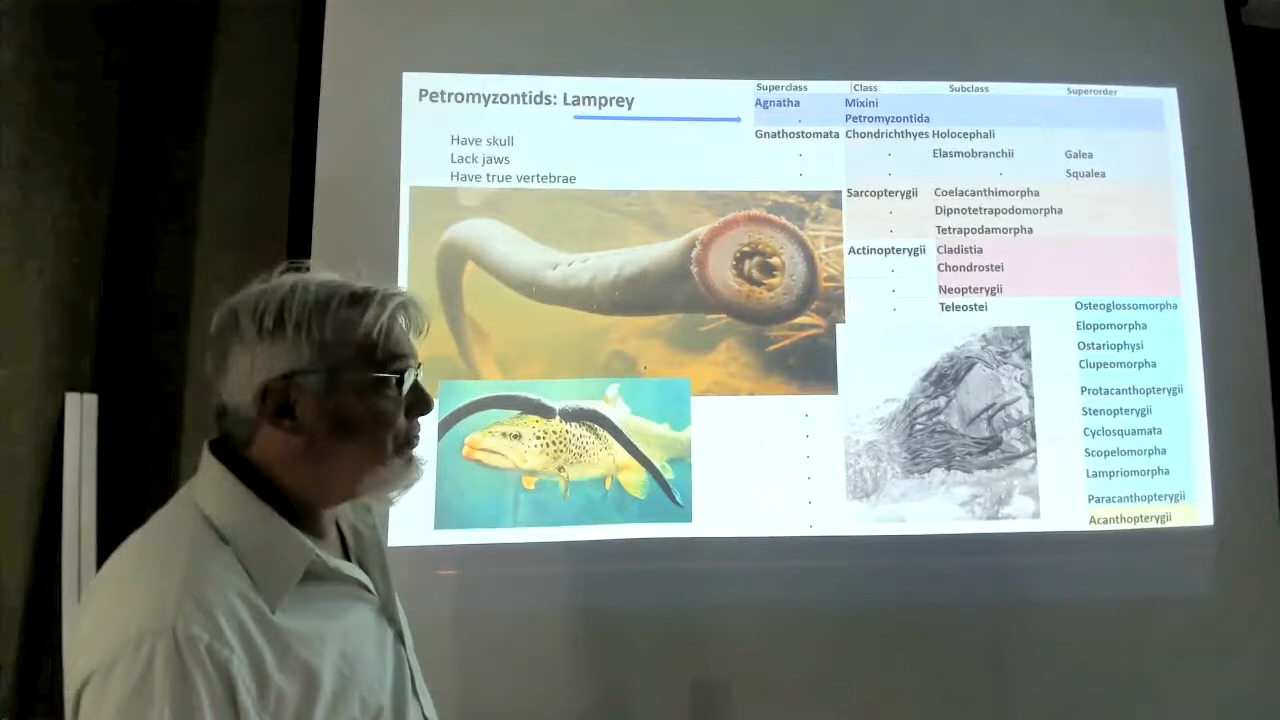 Petromyzontids: Lamprey
Have skull
Lack jaws
Have true vertebrae
Superclass Class Subclass Superorder
Agnatha Mixini
. Petromyzontida
Gnathostomata Chondrichthyes Holocephali
. . Elasmobranchii Galea
. . . Squalea
Sarcopterygii Coelacanthimorpha
. Dipnotetrapodomorpha
. Tetrapodamorpha
Actinopterygii Cladistia
. Chondrostei
. Neopterygii
. Teleostei Osteoglossomorpha
Elopomorpha
Ostariophysi
Clupeomorpha
Protacanthopterygii
Stenopterygii
Cyclosquamata
Scopelomorpha
Lampriomorpha
Paracanthopterygii
Acanthopterygii